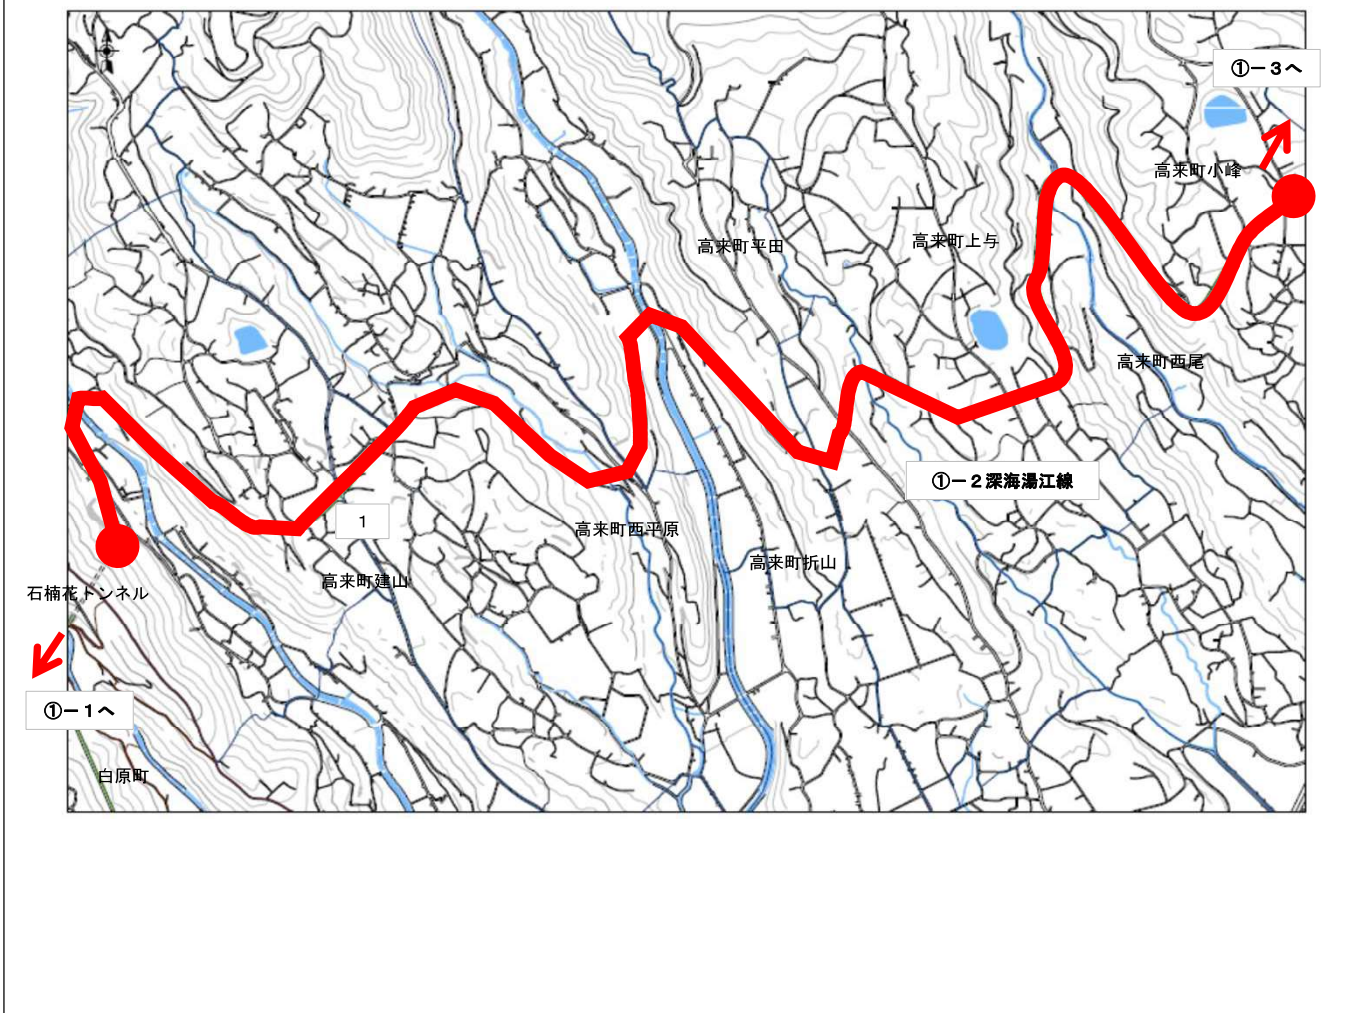 ①－３へ
高来町小峰
高来町平田
高来町上与
高来町西尾
①－２深海湯江線
1
高来町西平原
高来町折山
高来町建山
石楠花トンネル
①－１へ
白原町